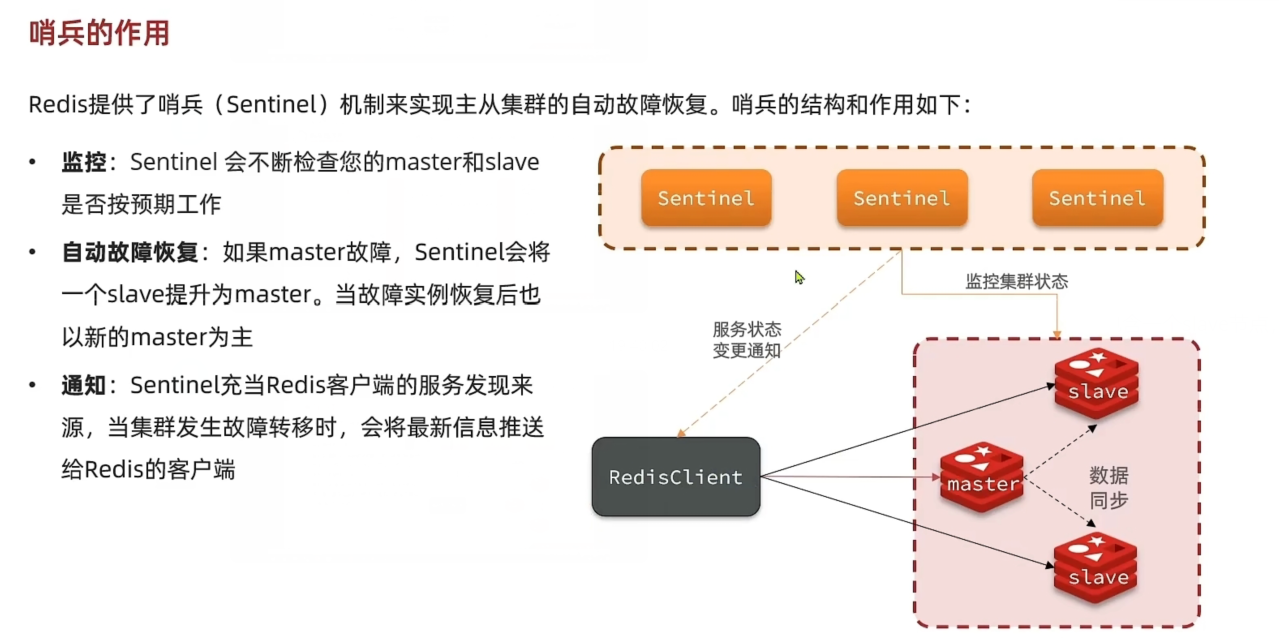 哨兵的作用
Redis提供了哨兵（Sentinel）机制来实现主从集群的自动故障恢复。哨兵的结构和作用如下：
• 监控：Sentinel 会不断检查您的master和slave
是否按预期工作
• 自动故障恢复：如果master故障，Sentinel会将
一个slave提升为master。当故障实例恢复后也
以新的master为主
• 通知：Sentinel充当Redis客户端的服务发现来
源，当集群发生故障转移时，会将最新信息推送
给Redis的客户端
Sentinel
Sentinel
Sentinel
监控集群状态
服务状态
变更通知
RedisClient
slave
master
数据
同步
slave